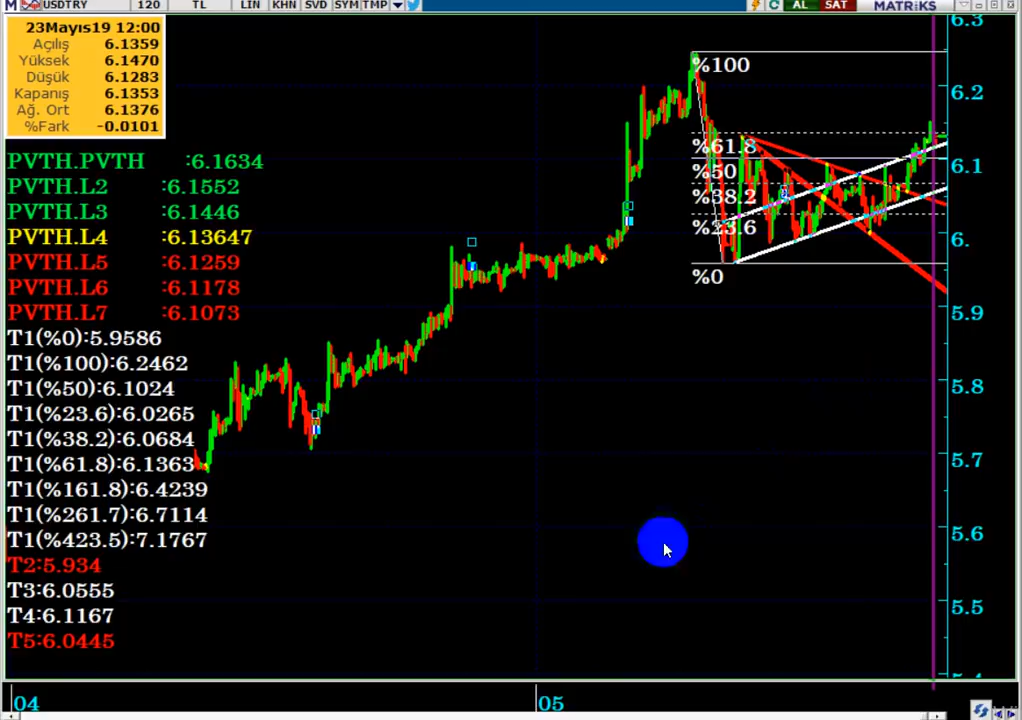 M USDTRY 120 TL LIN KHN SVD SYM TMP AL SAT MATRiKS
23Mayıs19 12:00
Açılış 6.1359
Yüksek 6.1470
Düşük 6.1283
Kapanış 6.1353
Ağ. Ort 6.1376
%Fark -0.0101
PVTH.PVTH :6.1634
PVTH.L2 :6.1552
PVTH.L3 :6.1446
PVTH.L4 :6.13647
PVTH.L5 :6.1259
PVTH.L6 :6.1178
PVTH.L7 :6.1073
T1(%0):5.9586
T1(%100):6.2462
T1(%50):6.1024
T1(%23.6):6.0265
T1(%38.2):6.0684
T1(%61.8):6.1363
T1(%161.8):6.4239
T1(%261.7):6.7114
T1(%423.5):7.1767
T2:5.934
T3:6.0555
T4:6.1167
T5:6.0445
%100
%61.8
%50
%38.2
%23.6
%0
6.3
6.2
6.1
6.
5.9
5.8
5.7
5.6
5.5
04
05